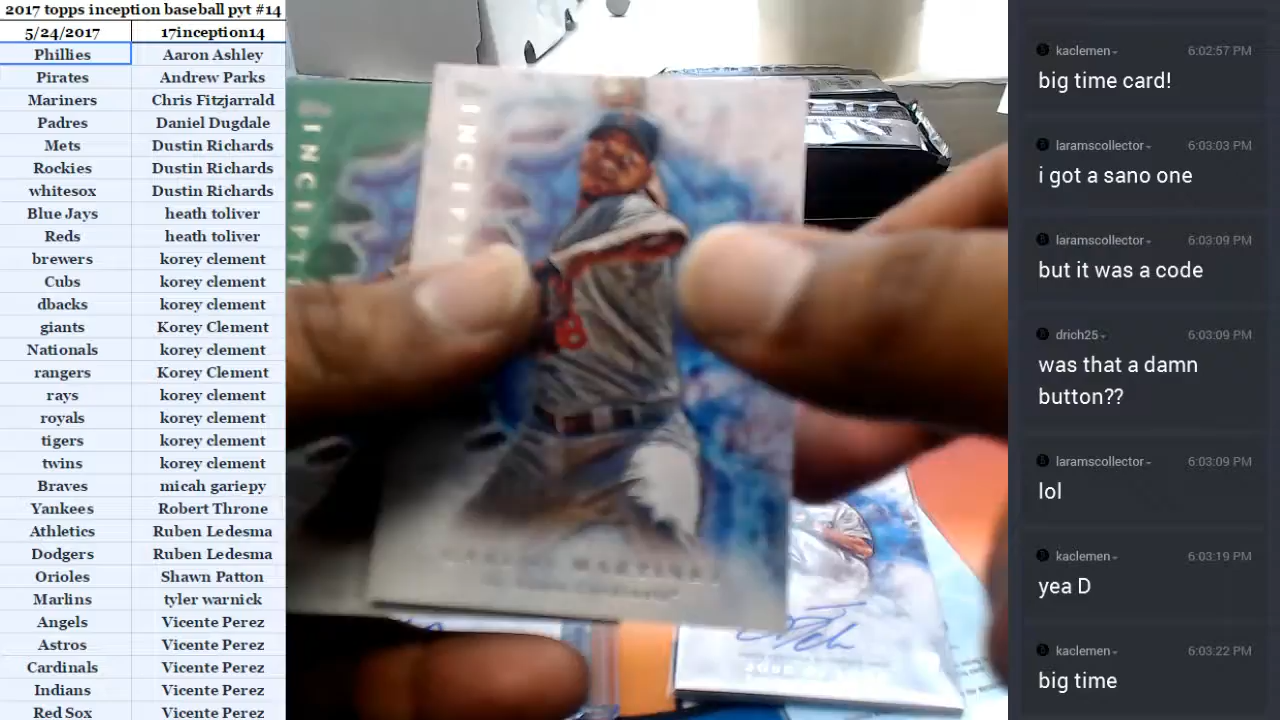 2017 topps inception baseball pyt #14
5/24/2017 17inception14
Phillies Aaron Ashley
Pirates Andrew Parks
Mariners Chris Fitzjarrald
Padres Daniel Dugdale
Mets Dustin Richards
Rockies Dustin Richards
whitesox Dustin Richards
Blue Jays heath toliver
Reds heath toliver
brewers korey clement
Cubs korey clement
dbacks korey clement
giants Korey Clement
Nationals korey clement
rangers Korey Clement
rays korey clement
royals korey clement
tigers korey clement
twins korey clement
Braves micah gariepy
Yankees Robert Throne
Athletics Ruben Ledesma
Dodgers Ruben Ledesma
Orioles Shawn Patton
Marlins tyler warnick
Angels Vicente Perez
Astros Vicente Perez
Cardinals Vicente Perez
Indians Vicente Perez
Red Sox Vicente Perez
kaclemen 6:02:57 PM
big time card!
laramscollector 6:03:03 PM
i got a sano one
laramscollector 6:03:09 PM
but it was a code
drich25 6:03:09 PM
was that a damn
button??
laramscollector 6:03:09 PM
lol
kaclemen 6:03:19 PM
yea D
kaclemen 6:03:22 PM
big time